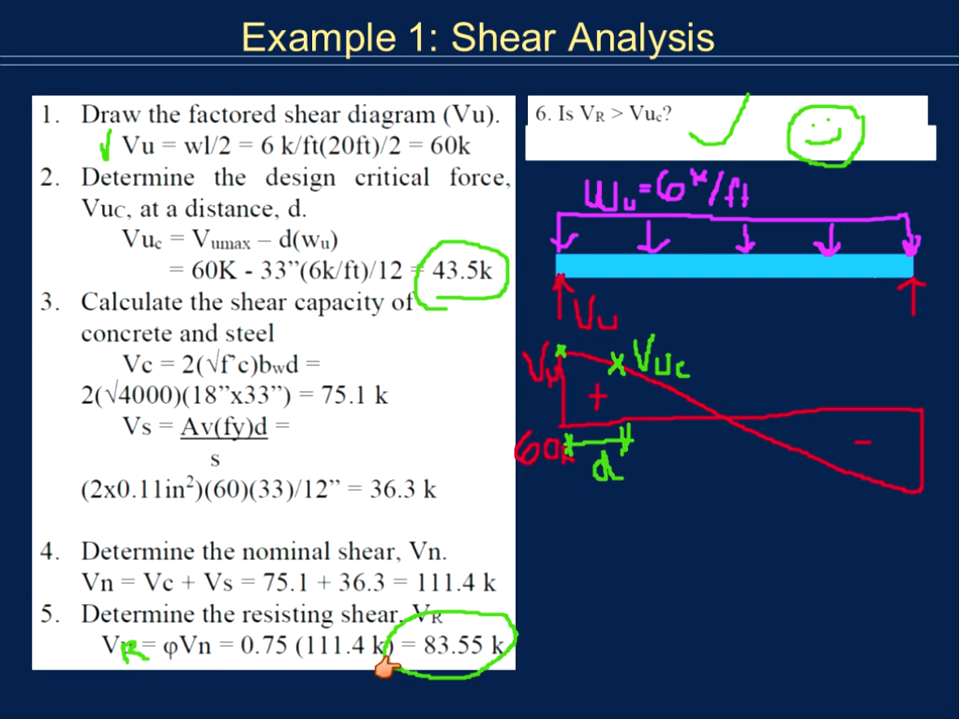 Example 1: Shear Analysis
1. Draw the factored shear diagram (Vu).
Vu = wl/2 = 6 k/ft(20ft)/2 = 60k
2. Determine the design critical force,
Vuc, at a distance, d.
Vuc = Vumax – d(wu)
= 60K - 33”(6k/ft)/12 = 43.5k
3. Calculate the shear capacity of
concrete and steel
Vc = 2(√f’c)bwd =
2(√4000)(18”x33”) = 75.1 k
Vs = Av(fy)d =
s
(2x0.11in²)(60)(33)/12” = 36.3 k
4. Determine the nominal shear, Vn.
Vn = Vc + Vs = 75.1 + 36.3 = 111.4 k
5. Determine the resisting shear, VR
VR = φVn = 0.75 (111.4 k) = 83.55 k
6. Is VR > Vuc?
Wu = 6k/ft
Vu
Vu
Vuc
+
60k
d
-